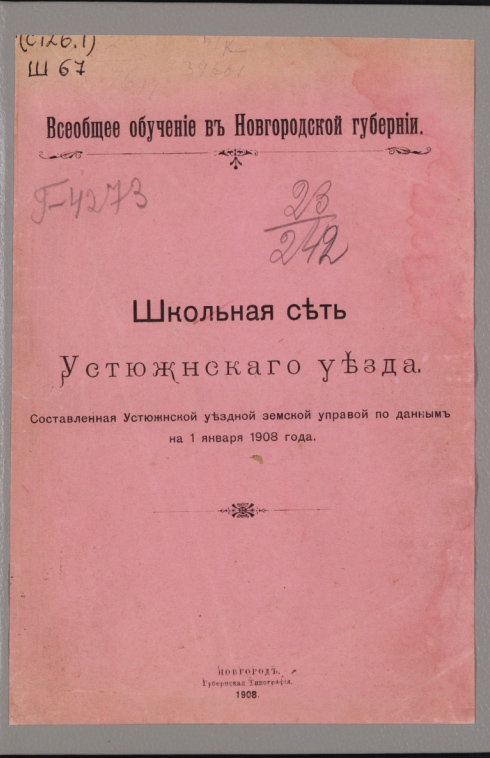 (С126.1)
Ш 67
Всеобщее обученіе въ Новгородской губерніи.
Г-4273
23
242
Школьная сѣть
Устюжнскаго уѣзда.
Составленная Устюжнской уѣздной земской управой по даннымъ
на 1 января 1908 года.
НОВГОРОДЪ.
Губернская Типографія.
1908.